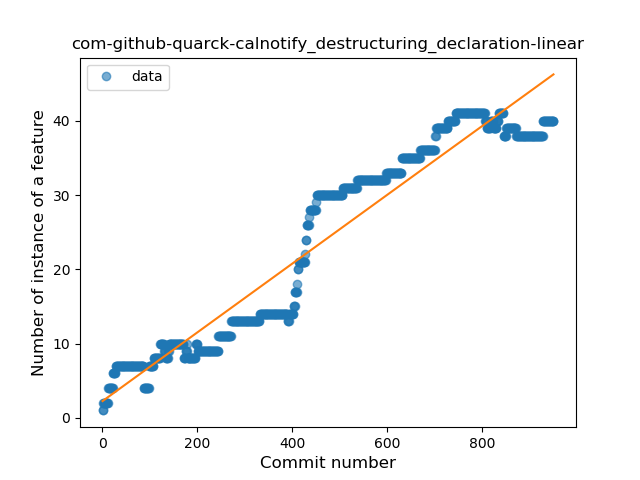 com-github-quarck-calnotify_destructuring_declaration-linear
data
Number of instance of a feature
40
30
20
10
0
0 200 400 600 800
Commit number